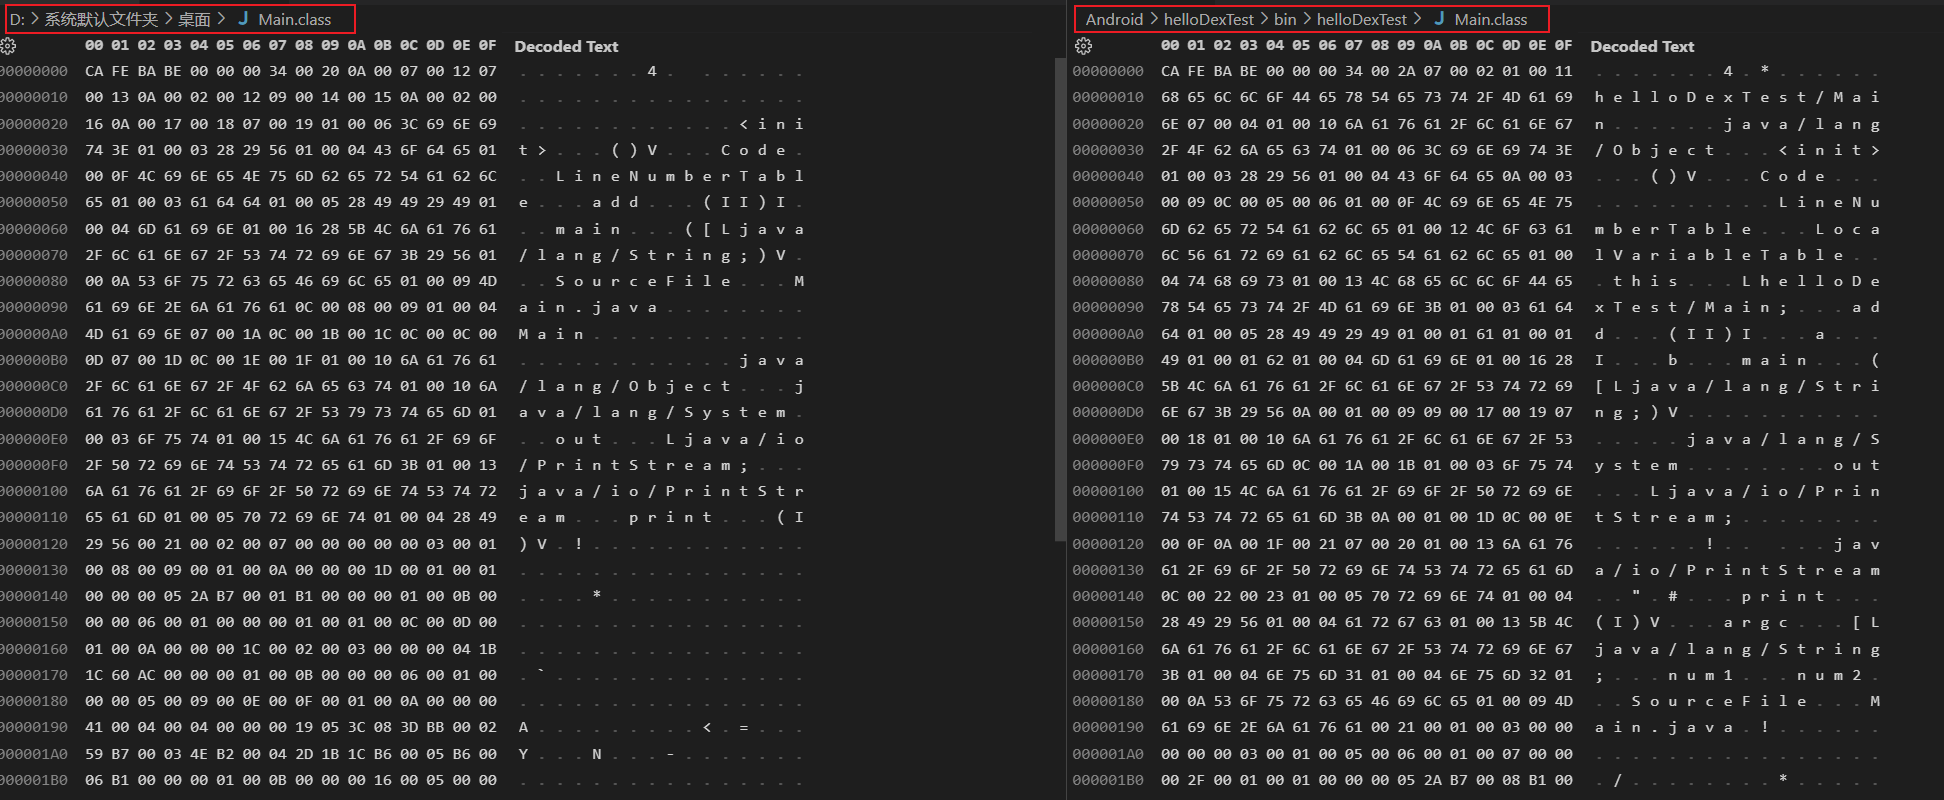 D: > 系统默认文件夹 > 桌面 > J Main.class
00 01 02 03 04 05 06 07 08 09 0A 0B 0C 0D 0E 0F Decoded Text
00000000 CA FE BA BE 00 00 00 34 00 20 0A 00 07 00 12 07 . . . . . . . 4 .   . . . . . .
00000010 00 13 0A 00 02 00 12 09 00 14 00 15 0A 00 02 00 . . . . . . . . . . . . . . . .
00000020 16 0A 00 17 00 18 07 00 19 01 00 06 3C 69 6E 69 . . . . . . . . . . . . < i n i
00000030 74 3E 01 00 03 28 29 56 01 00 04 43 6F 64 65 01 t > . . . ( ) V . . . C o d e .
00000040 00 0F 4C 69 6E 65 4E 75 6D 62 65 72 54 61 62 6C . . L i n e N u m b e r T a b l
00000050 65 01 00 03 61 64 64 01 00 05 28 49 49 29 49 01 e . . . a d d . . . ( I I ) I .
00000060 00 04 6D 61 69 6E 01 00 16 28 5B 4C 6A 61 76 61 . . m a i n . . . ( [ L j a v a
00000070 2F 6C 61 6E 67 2F 53 74 72 69 6E 67 3B 29 56 01 / l a n g / S t r i n g ; ) V .
00000080 00 0A 53 6F 75 72 63 65 46 69 6C 65 01 00 09 4D . . S o u r c e F i l e . . . M
00000090 61 69 6E 2E 6A 61 76 61 0C 00 08 00 09 01 00 04 a i n . j a v a . . . . . . . .
000000A0 4D 61 69 6E 07 00 1A 0C 00 1B 00 1C 0C 00 0C 00 M a i n . . . . . . . . . . . .
000000B0 0D 07 00 1D 0C 00 1E 00 1F 01 00 10 6A 61 76 61 . . . . . . . . . . . . j a v a
000000C0 2F 6C 61 6E 67 2F 4F 62 6A 65 63 74 01 00 10 6A / l a n g / O b j e c t . . . j
000000D0 61 76 61 2F 6C 61 6E 67 2F 53 79 73 74 65 6D 01 a v a / l a n g / S y s t e m .
000000E0 00 03 6F 75 74 01 00 15 4C 6A 61 76 61 2F 69 6F . . o u t . . . L j a v a / i o
000000F0 2F 50 72 69 6E 74 53 74 72 65 61 6D 3B 01 00 13 / P r i n t S t r e a m ; . . .
00000100 6A 61 76 61 2F 69 6F 2F 50 72 69 6E 74 53 74 72 j a v a / i o / P r i n t S t r
00000110 65 61 6D 01 00 05 70 72 69 6E 74 01 00 04 28 49 e a m . . . p r i n t . . . ( I
00000120 29 56 00 21 00 02 00 07 00 00 00 00 00 03 00 01 ) V . ! . . . . . . . . . . . .
00000130 00 08 00 09 00 01 00 0A 00 00 00 1D 00 01 00 01 . . . . . . . . . . . . . . . .
00000140 00 00 00 05 2A B7 00 01 B1 00 00 00 01 00 0B 00 . . . . * . . . . . . . . . . .
00000150 00 00 06 00 01 00 00 00 01 00 01 00 0C 00 0D 00 . . . . . . . . . . . . . . . .
00000160 01 00 0A 00 00 00 1C 00 02 00 03 00 00 00 04 1B . . . . . . . . . . . . . . . .
00000170 1C 60 AC 00 00 00 01 00 0B 00 00 00 06 00 01 00 . ` . . . . . . . . . . . . . .
00000180 00 00 05 00 09 00 0E 00 0F 00 01 00 0A 00 00 00 . . . . . . . . . . . . . . . .
00000190 41 00 04 00 04 00 00 00 19 05 3C 08 3D BB 00 02 A . . . . . . . . . < . = . . .
000001A0 59 B7 00 03 4E B2 00 04 2D 1B 1C B6 00 05 B6 00 Y . . . N . . . - . . . . . . .
000001B0 06 B1 00 00 00 01 00 0B 00 00 00 16 00 05 00 00 . . . . . . . . . . . . . . . .
Android > helloDexTest > bin > helloDexTest > J Main.class
00 01 02 03 04 05 06 07 08 09 0A 0B 0C 0D 0E 0F Decoded Text
00000000 CA FE BA BE 00 00 00 34 00 2A 07 00 02 01 00 11 . . . . . . . 4 . * . . . . . .
00000010 68 65 6C 6C 6F 44 65 78 54 65 73 74 2F 4D 61 69 h e l l o D e x T e s t / M a i
00000020 6E 07 00 04 01 00 10 6A 61 76 61 2F 6C 61 6E 67 n . . . . . . j a v a / l a n g
00000030 2F 4F 62 6A 65 63 74 01 00 06 3C 69 6E 69 74 3E / O b j e c t . . . < i n i t >
00000040 01 00 03 28 29 56 01 00 04 43 6F 64 65 0A 00 03 . . . ( ) V . . . C o d e . . .
00000050 00 09 0C 00 05 00 06 01 00 0F 4C 69 6E 65 4E 75 . . . . . . . . . . L i n e N u
00000060 6D 62 65 72 54 61 62 6C 65 01 00 12 4C 6F 63 61 m b e r T a b l e . . . L o c a
00000070 6C 56 61 72 69 61 62 6C 65 54 61 62 6C 65 01 00 l V a r i a b l e T a b l e . .
00000080 04 74 68 69 73 01 00 13 4C 68 65 6C 6C 6F 44 65 . t h i s . . . L h e l l o D e
00000090 78 54 65 73 74 2F 4D 61 69 6E 3B 01 00 03 61 64 x T e s t / M a i n ; . . . a d
000000A0 64 01 00 05 28 49 49 29 49 01 00 01 61 01 00 01 d . . . ( I I ) I . . . a . . .
000000B0 49 01 00 01 62 01 00 04 6D 61 69 6E 01 00 16 28 I . . . b . . . m a i n . . . (
000000C0 5B 4C 6A 61 76 61 2F 6C 61 6E 67 2F 53 74 72 69 [ L j a v a / l a n g / S t r i
000000D0 6E 67 3B 29 56 0A 00 01 00 09 09 00 17 00 19 07 n g ; ) V . . . . . . . . . . .
000000E0 00 18 01 00 10 6A 61 76 61 2F 6C 61 6E 67 2F 53 . . . . . j a v a / l a n g / S
000000F0 79 73 74 65 6D 0C 00 1A 00 1B 01 00 03 6F 75 74 y s t e m . . . . . . . . o u t
00000100 01 00 15 4C 6A 61 76 61 2F 69 6F 2F 50 72 69 6E . . . L j a v a / i o / P r i n
00000110 74 53 74 72 65 61 6D 3B 0A 00 01 00 1D 0C 00 0E t S t r e a m ; . . . . . . . .
00000120 00 0F 0A 00 1F 00 21 07 00 20 01 00 13 6A 61 76 . . . . . . ! . .   . . . j a v
00000130 61 2F 69 6F 2F 50 72 69 6E 74 53 74 72 65 61 6D a / i o / P r i n t S t r e a m
00000140 0C 00 22 00 23 01 00 05 70 72 69 6E 74 01 00 04 . . " . # . . . p r i n t . . .
00000150 28 49 29 56 01 00 04 61 72 67 63 01 00 13 5B 4C ( I ) V . . . a r g c . . . [ L
00000160 6A 61 76 61 2F 6C 61 6E 67 2F 53 74 72 69 6E 67 j a v a / l a n g / S t r i n g
00000170 3B 01 00 04 6E 75 6D 31 01 00 04 6E 75 6D 32 01 ; . . . n u m 1 . . . n u m 2 .
00000180 00 0A 53 6F 75 72 63 65 46 69 6C 65 01 00 09 4D . . S o u r c e F i l e . . . M
00000190 61 69 6E 2E 6A 61 76 61 00 21 00 01 00 03 00 00 a i n . j a v a . ! . . . . . .
000001A0 00 00 00 03 00 01 00 05 00 06 00 01 00 07 00 00 . . . . . . . . . . . . . . . .
000001B0 00 2F 00 01 00 01 00 00 00 05 2A B7 00 08 B1 00 . / . . . . . . . . * . . . . .